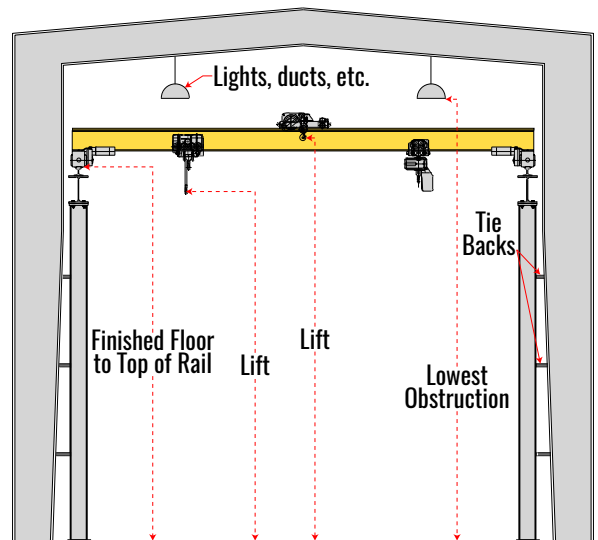 Lights, ducts, etc.
Tie
Backs
Finished Floor
to Top of Rail
Lift
Lift
Lowest
Obstruction